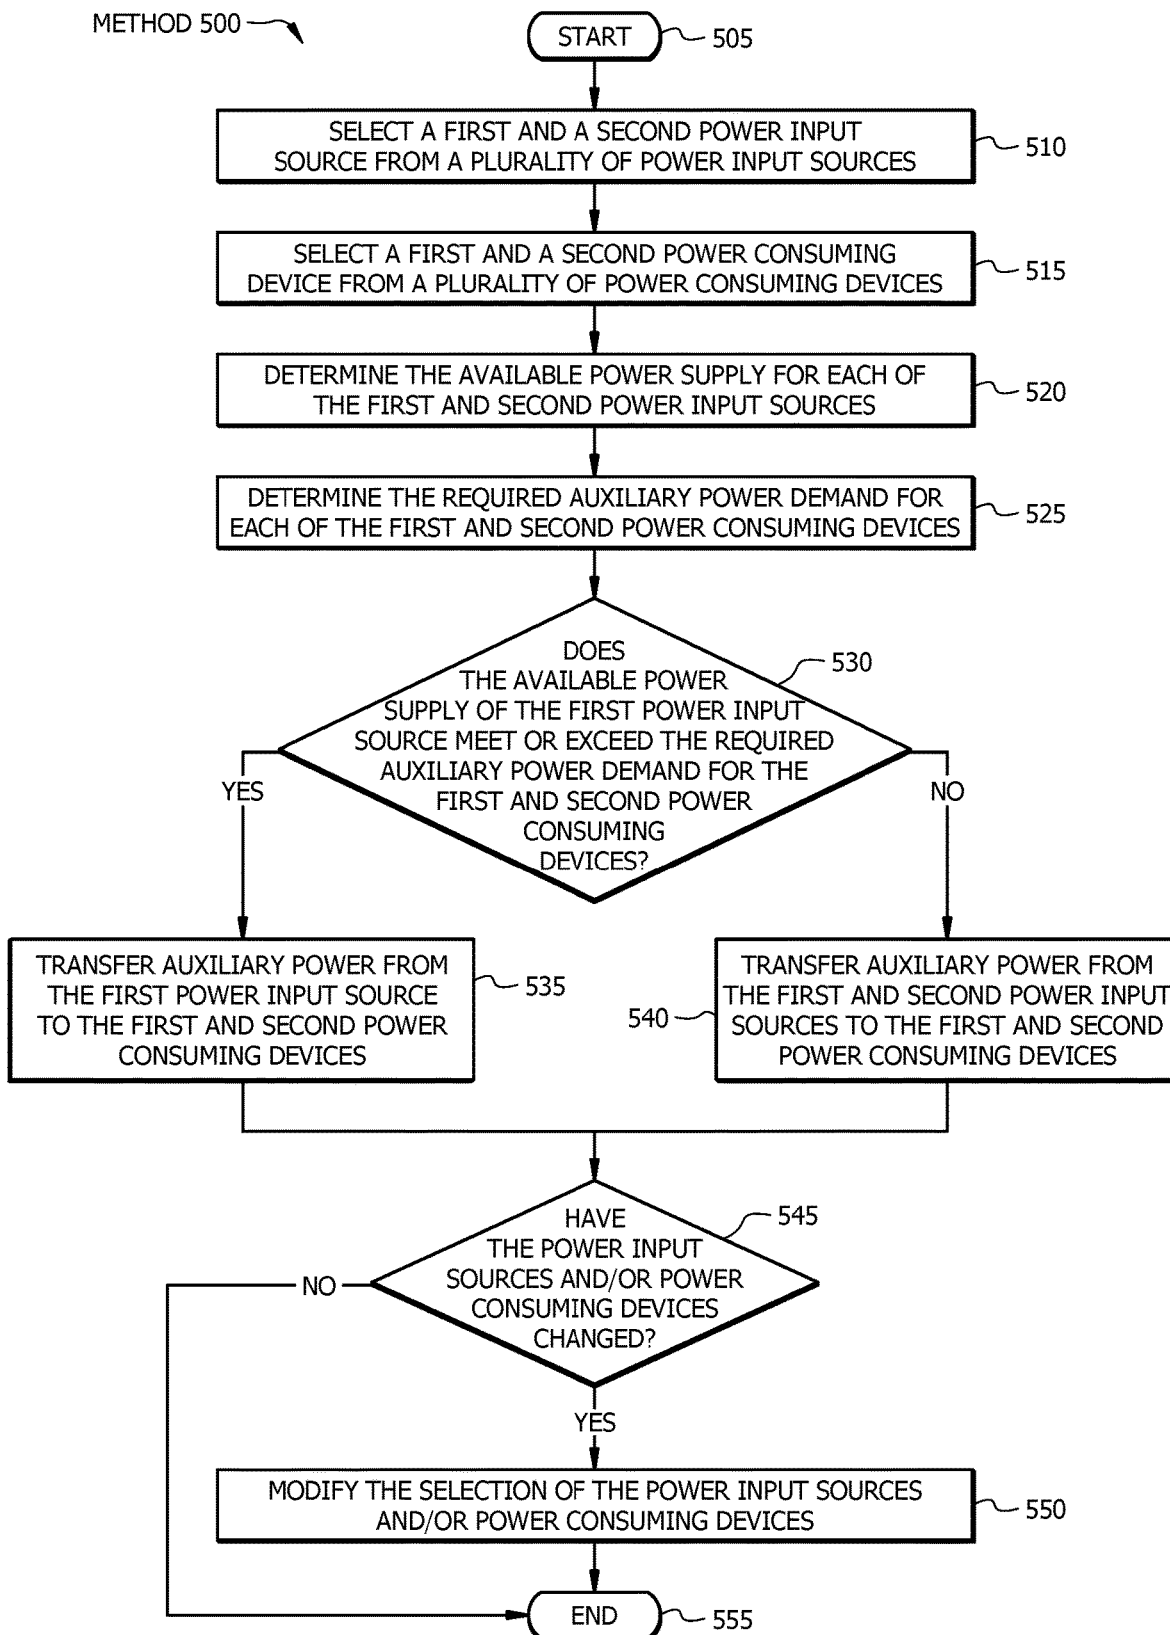 METHOD 500
START
505
SELECT A FIRST AND A SECOND POWER INPUT
SOURCE FROM A PLURALITY OF POWER INPUT SOURCES
510
SELECT A FIRST AND A SECOND POWER CONSUMING
DEVICE FROM A PLURALITY OF POWER CONSUMING DEVICES
515
DETERMINE THE AVAILABLE POWER SUPPLY FOR EACH OF
THE FIRST AND SECOND POWER INPUT SOURCES
520
DETERMINE THE REQUIRED AUXILIARY POWER DEMAND FOR
EACH OF THE FIRST AND SECOND POWER CONSUMING DEVICES
525
DOES
THE AVAILABLE POWER
SUPPLY OF THE FIRST POWER INPUT
SOURCE MEET OR EXCEED THE REQUIRED
AUXILIARY POWER DEMAND FOR THE
FIRST AND SECOND POWER
CONSUMING
DEVICES?
530
YES
NO
TRANSFER AUXILIARY POWER FROM
THE FIRST POWER INPUT SOURCE
TO THE FIRST AND SECOND POWER
CONSUMING DEVICES
535
540
TRANSFER AUXILIARY POWER FROM
THE FIRST AND SECOND POWER INPUT
SOURCES TO THE FIRST AND SECOND
POWER CONSUMING DEVICES
HAVE
THE POWER INPUT
SOURCES AND/OR POWER
CONSUMING DEVICES
CHANGED?
545
NO
YES
MODIFY THE SELECTION OF THE POWER INPUT SOURCES
AND/OR POWER CONSUMING DEVICES
550
END
555